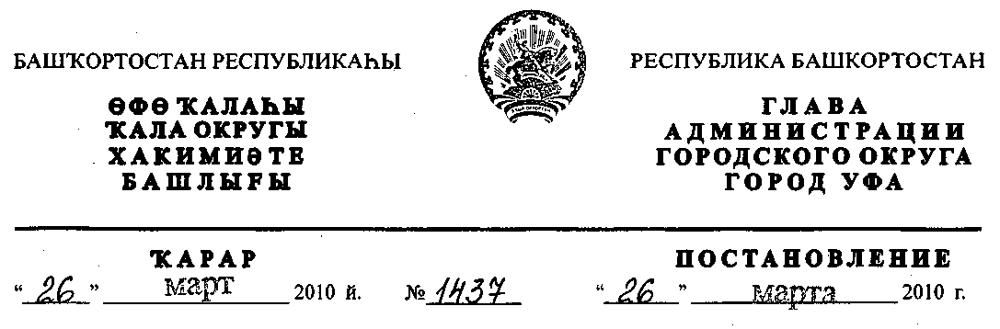 БАШҠОРТОСТАН РЕСПУБЛИКАҺЫ
ӨФӨ ҠАЛАҺЫ
ҠАЛА ОКРУГЫ
ХАКИМИӘТЕ
БАШЛЫҒЫ
РЕСПУБЛИКА БАШКОРТОСТАН
ГЛАВА
АДМИНИСТРАЦИИ
ГОРОДСКОГО ОКРУГА
ГОРОД УФА
ҠАРАР
ПОСТАНОВЛЕНИЕ
“26” март 2010 й. № 1437 “26” марта 2010 г.